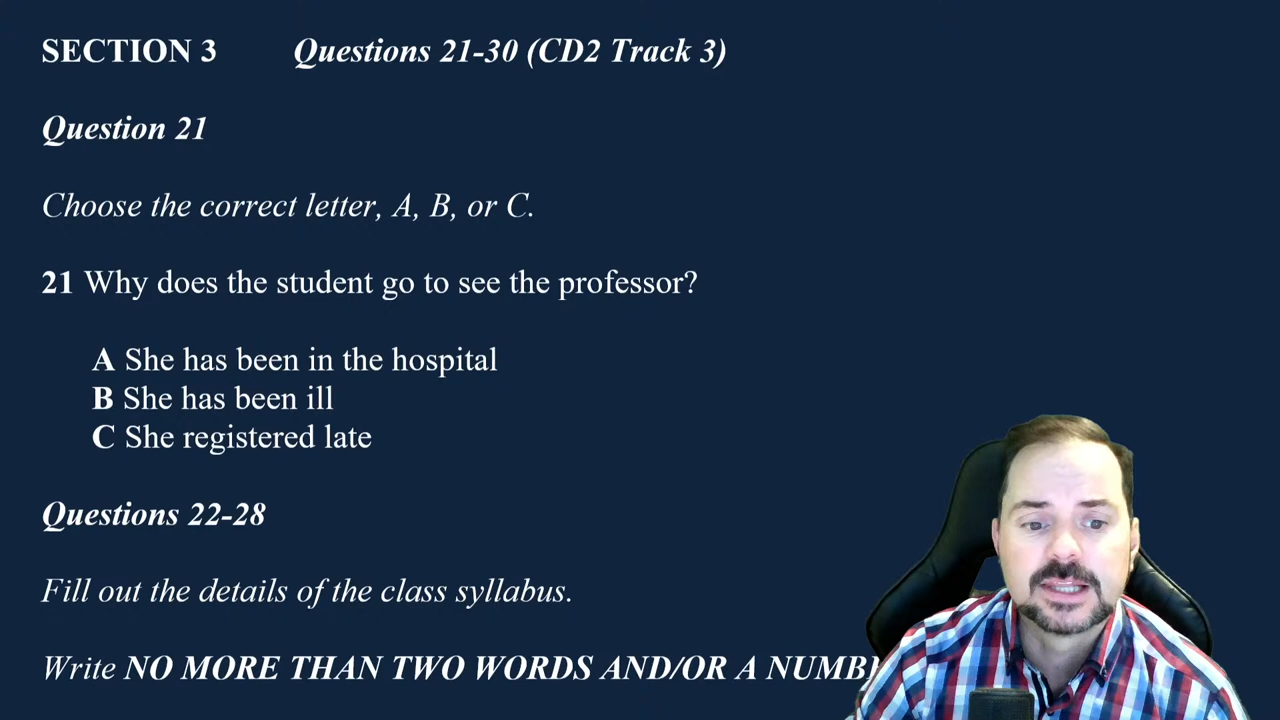 SECTION 3 Questions 21-30 (CD2 Track 3)
Question 21
Choose the correct letter, A, B, or C.
21 Why does the student go to see the professor?
A She has been in the hospital
B She has been ill
C She registered late
Questions 22-28
Fill out the details of the class syllabus.
Write NO MORE THAN TWO WORDS AND/OR A